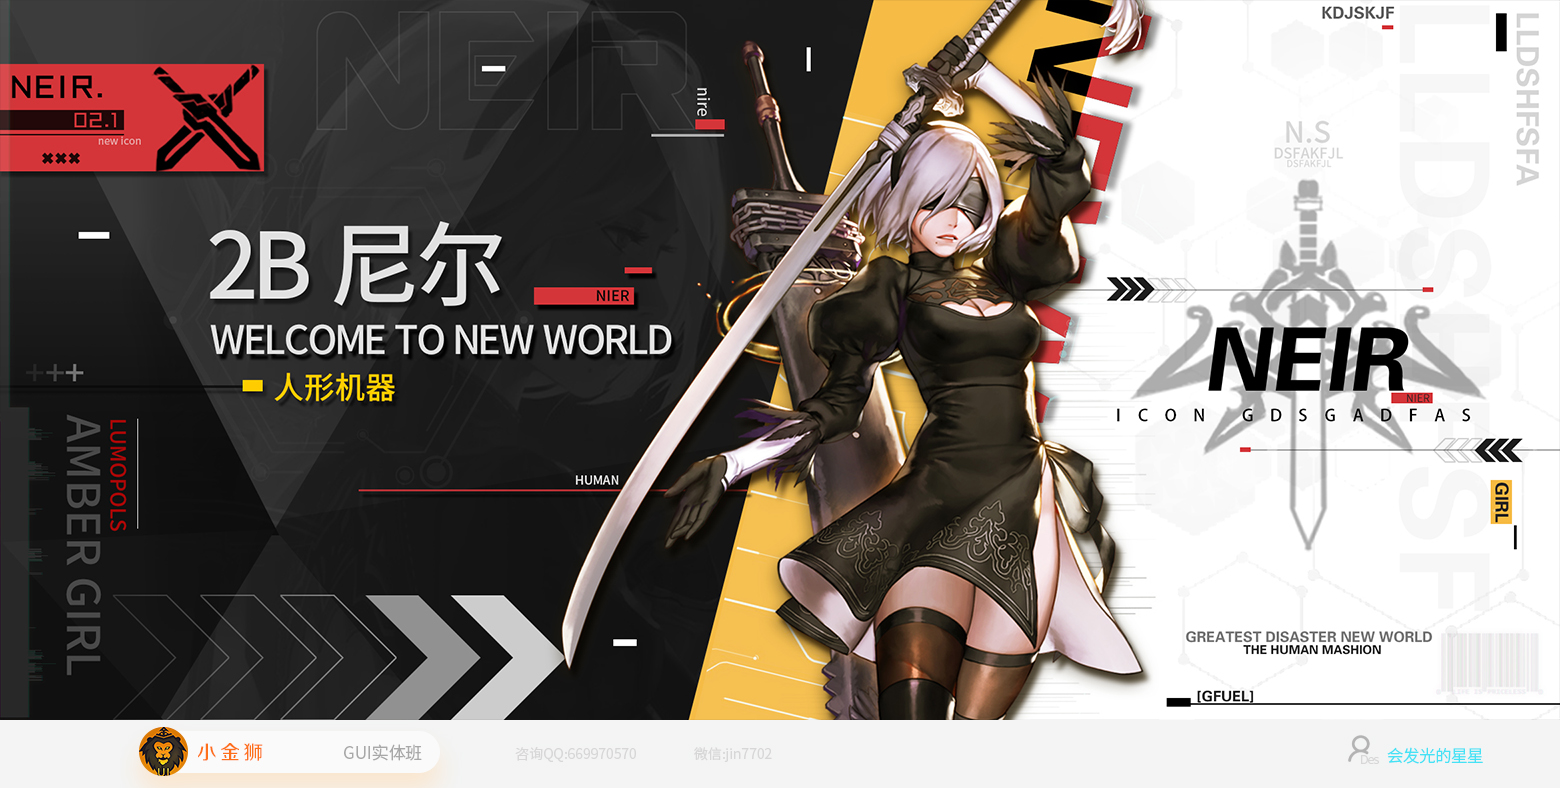 NEIR
NEIR.
02.1
new icon
×××
nire
2B 尼尔
NIER
WELCOME TO NEW WORLD
人形机器
+++
LUMOPOLS
AMBER GIRL
HUMAN
KDJSKJF
LLDSHFSFA
N.S
DSFAKFJL
DSFAKFJL
NEIR
NIER
ICON GDSGADFAS
GIRL
GREATEST DISASTER NEW WORLD
THE HUMAN MASHION
[GFUEL]
小金狮
GUI实体班
咨询QQ:669970570
微信:jin7702
Des
会发光的星星